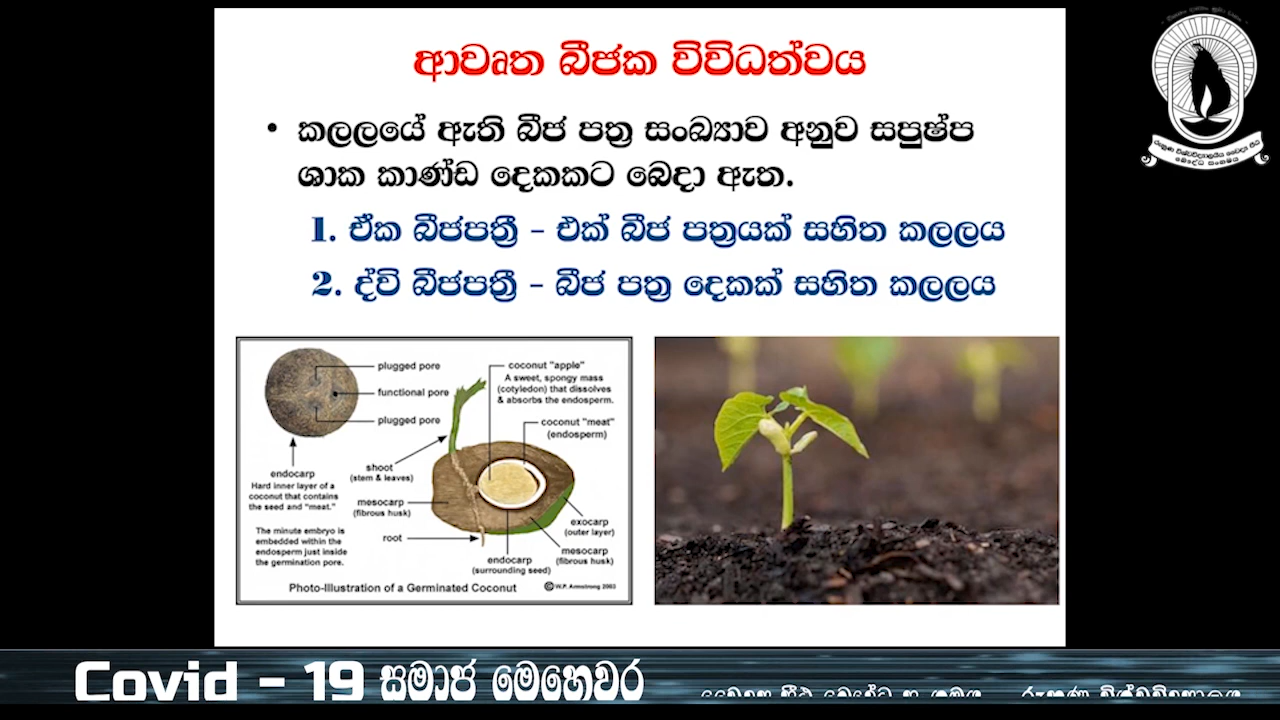 ආවෘත බීජක විවිධත්වය
• කලලයේ ඇති බීජ පත්‍ර සංඛ්‍යාව අනුව සපුෂ්ප
ශාක කාණ්ඩ දෙකකට බෙදා ඇත.
1. ඒක බීජපත්‍රී - එක් බීජ පත්‍රයක් සහිත කලලය
2. ද්වි බීජපත්‍රී - බීජ පත්‍ර දෙකක් සහිත කලලය
plugged pore
functional pore
plugged pore
endocarp
Hard inner layer of a
coconut that contains
the seed and "meat."
The minute embryo is
embedded within the
endosperm just inside
the germination pore.
coconut "apple"
A sweet, spongy mass
(cotyledon) that dissolves
& absorbs the endosperm.
coconut "meat"
(endosperm)
shoot
(stem & leaves)
mesocarp
(fibrous husk)
root
exocarp
(outer layer)
mesocarp
(fibrous husk)
endocarp
(surrounding seed)
Photo-Illustration of a Germinated Coconut
© W.P. Armstrong 2003
Covid - 19 සමාජ මෙහෙවර